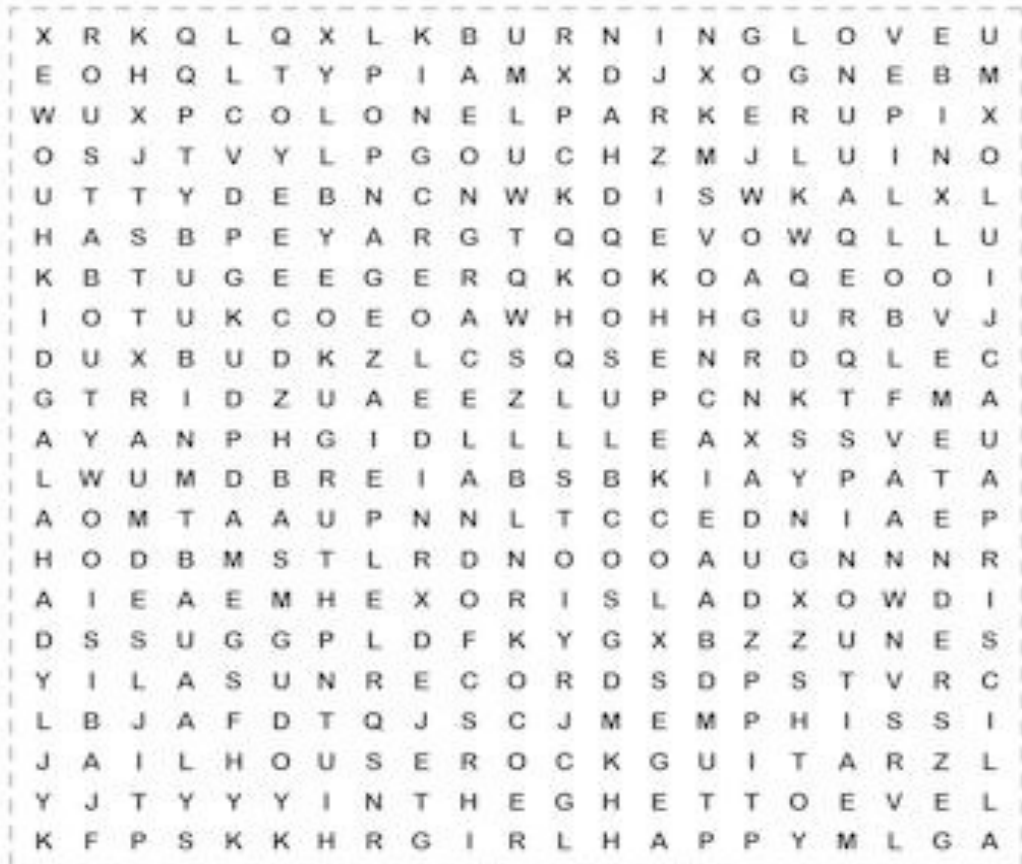 X R K Q L Q X L K B U R N I N G L O V E U
E O H Q L T Y P I A M X D J X O G N E B M
W U X P C O L O N E L P A R K E R U P I X
O S J T V Y L P G O U C H Z M J L U I N O
U T T Y D E B N C N W K D I S W K A L X L
H A S B P E Y A R G T Q Q E V O W Q L L U
K B T U G E E G E R Q K O K O A Q E O O I
I O T U K C O E O A W H O H H G U R B V J
D U X B U D K Z L C S Q S E N R D Q L E C
G T R I D Z U A E E Z L U P C N K T F M A
A Y A N P H G I D L L L L E A X S S V E U
L W U M D B R E I A B S B K I A Y P A T A
A O M T A A U P N N L T C C E D N I A E P
H O D B M S T L R D N O O O A U G N N N R
A I E A E M H E X O R I S L A D X O W D I
D S S U G G P L D F K Y G X B Z Z U N E S
Y I L A S U N R E C O R D S D P S T V R C
L B J A F D T Q J S C J M E M P H I S S I
J A I L H O U S E R O C K G U I T A R Z L
Y J T Y Y Y I N T H E G H E T T O E V E L
K F P S K K H R G I R L H A P P Y M L G A